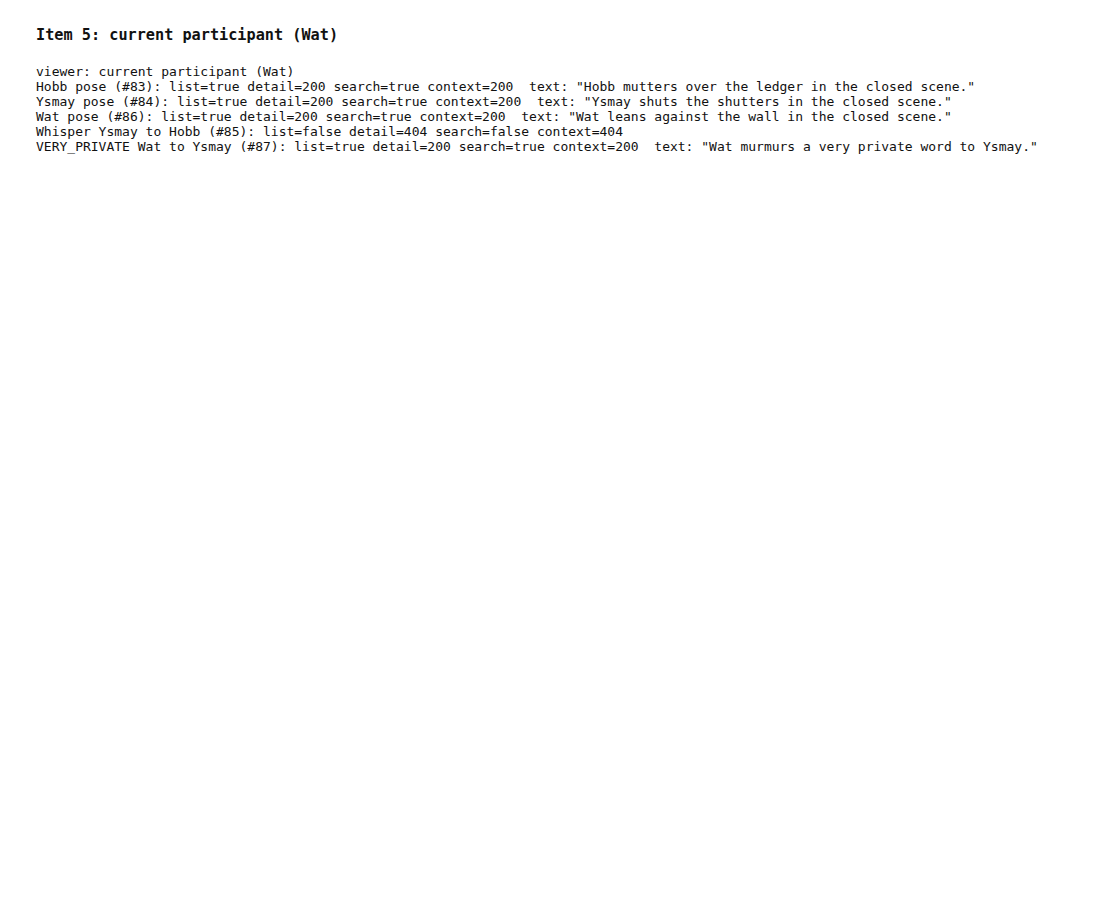 Item 5: current participant (Wat)
viewer: current participant (Wat)
Hobb pose (#83): list=true detail=200 search=true context=200  text: "Hobb mutters over the ledger in the closed scene."
Ysmay pose (#84): list=true detail=200 search=true context=200  text: "Ysmay shuts the shutters in the closed scene."
Wat pose (#86): list=true detail=200 search=true context=200  text: "Wat leans against the wall in the closed scene."
Whisper Ysmay to Hobb (#85): list=false detail=404 search=false context=404
VERY_PRIVATE Wat to Ysmay (#87): list=true detail=200 search=true context=200  text: "Wat murmurs a very private word to Ysmay."